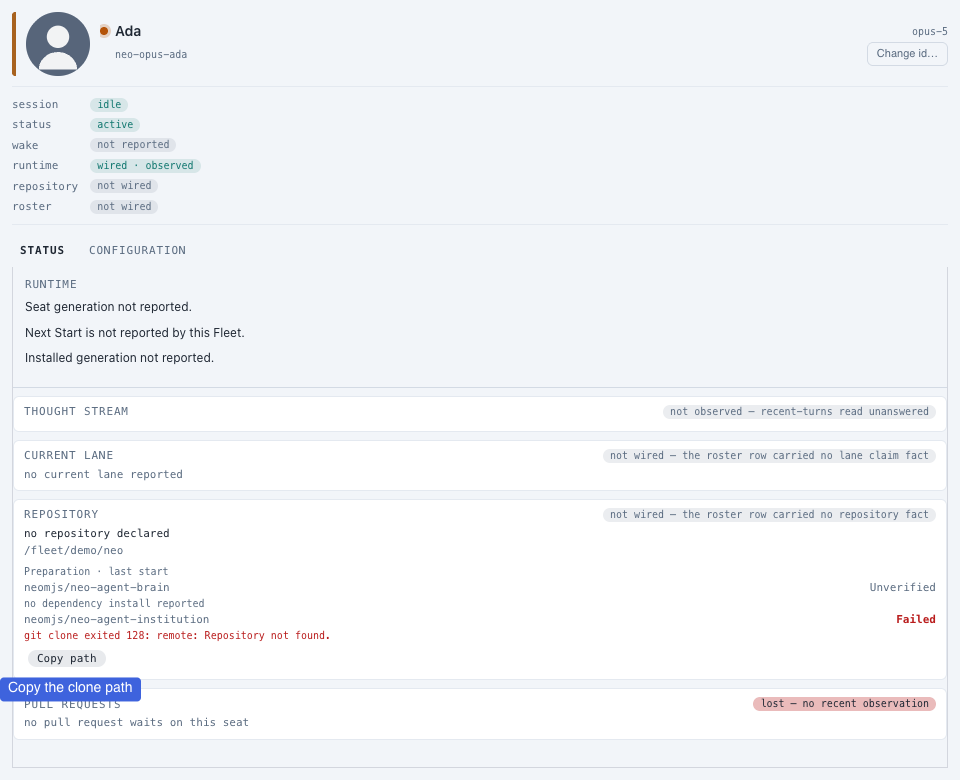 Ada
neo-opus-ada
opus-5
Change id…
session idle
status active
wake not reported
runtime wired · observed
repository not wired
roster not wired
STATUS CONFIGURATION
RUNTIME
Seat generation not reported.
Next Start is not reported by this Fleet.
Installed generation not reported.
THOUGHT STREAM not observed — recent-turns read unanswered
CURRENT LANE not wired — the roster row carried no lane claim fact
no current lane reported
REPOSITORY not wired — the roster row carried no repository fact
no repository declared
/fleet/demo/neo
Preparation · last start
neomjs/neo-agent-brain Unverified
no dependency install reported
neomjs/neo-agent-institution Failed
git clone exited 128: remote: Repository not found.
Copy path
Copy the clone path
PULL REQUESTS lost — no recent observation
no pull request waits on this seat